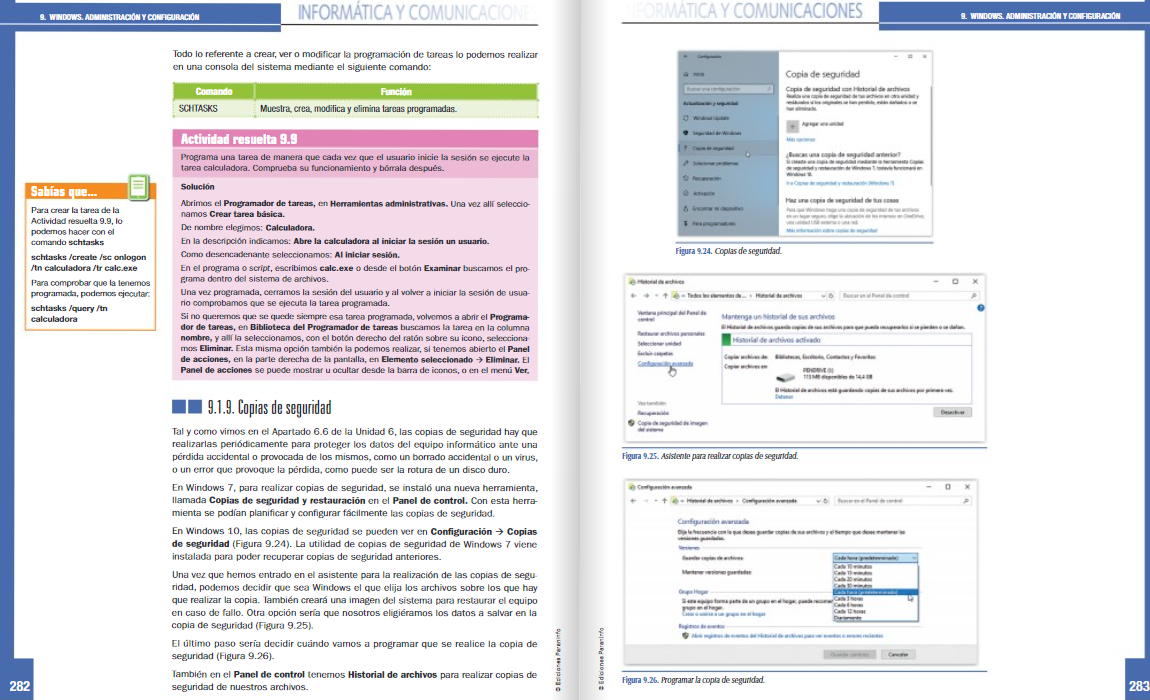 9. WINDOWS. ADMINISTRACIÓN Y CONFIGURACIÓN
INFORMÁTICA Y COMUNICACIONE
Todo lo referente a crear, ver o modificar la programación de tareas lo podemos realizar
en una consola del sistema mediante el siguiente comando:
Comando Función
SCHTASKS Muestra, crea, modifica y elimina tareas programadas.
Actividad resuelta 9.9
Programa una tarea de manera que cada vez que el usuario inicie la sesión se ejecute la
tarea calculadora. Comprueba su funcionamiento y bórrala después.
Solución
Abrimos el Programador de tareas, en Herramientas administrativas. Una vez allí seleccio-
namos Crear tarea básica.
De nombre elegimos: Calculadora.
En la descripción indicamos: Abre la calculadora al iniciar la sesión un usuario.
Como desencadenante seleccionamos: Al iniciar sesión.
En el programa o script, escribimos calc.exe o desde el botón Examinar buscamos el pro-
grama dentro del sistema de archivos.
Una vez programada, cerramos la sesión del usuario y al volver a iniciar la sesión de usua-
rio comprobamos que se ejecuta la tarea programada.
Si no queremos que se quede siempre esa tarea programada, volvemos a abrir el Programa-
dor de tareas, en Biblioteca del Programador de tareas buscamos la tarea en la columna
nombre, y allí la seleccionamos, con el botón derecho del ratón sobre su icono, selecciona-
mos Eliminar. Esta misma opción también la podemos realizar, si tenemos abierto el Panel
de acciones, en la parte derecha de la pantalla, en Elemento seleccionado → Eliminar. El
Panel de acciones se puede mostrar u ocultar desde la barra de iconos, o en el menú Ver.
Sabías que...
Para crear la tarea de la
Actividad resuelta 9.9, lo
podemos hacer con el
comando schtasks
schtasks /create /sc onlogon
/tn calculadora /tr calc.exe
Para comprobar que la tenemos
programada, podemos ejecutar:
schtasks /query /tn
calculadora
9.1.9. Copias de seguridad
Tal y como vimos en el Apartado 6.6 de la Unidad 6, las copias de seguridad hay que
realizarlas periódicamente para proteger los datos del equipo informático ante una
pérdida accidental o provocada de los mismos, como un borrado accidental o un virus,
o un error que provoque la pérdida, como puede ser la rotura de un disco duro.
En Windows 7, para realizar copias de seguridad, se instaló una nueva herramienta,
llamada Copias de seguridad y restauración en el Panel de control. Con esta herra-
mienta se podían planificar y configurar fácilmente las copias de seguridad.
En Windows 10, las copias de seguridad se pueden ver en Configuración → Copias
de seguridad (Figura 9.24). La utilidad de copias de seguridad de Windows 7 viene
instalada para poder recuperar copias de seguridad anteriores.
Una vez que hemos entrado en el asistente para la realización de las copias de segu-
ridad, podemos decidir que sea Windows el que elija los archivos sobre los que hay
que realizar la copia. También creará una imagen del sistema para restaurar el equipo
en caso de fallo. Otra opción sería que nosotros eligiéramos los datos a salvar en la
copia de seguridad (Figura 9.25).
El último paso sería decidir cuándo vamos a programar que se realice la copia de
seguridad (Figura 9.26).
También en el Panel de control tenemos Historial de archivos para realizar copias de
seguridad de nuestros archivos.
© Ediciones Paraninfo
282
INFORMÁTICA Y COMUNICACIONES
9. WINDOWS. ADMINISTRACIÓN Y CONFIGURACIÓN
Configuración
Inicio
Buscar una configuración
Actualización y seguridad
Windows Update
Seguridad de Windows
Copia de seguridad
Solucionar problemas
Recuperación
Activación
Encontrar mi dispositivo
Para programadores
Copia de seguridad
Copia de seguridad con Historial de archivos
Realiza una copia de seguridad de tus archivos en otra unidad y
restáuralos si los originales se han perdido, están dañados o se
han eliminado.
Agregar una unidad
Más opciones
¿Buscas una copia de seguridad anterior?
Si creaste una copia de seguridad mediante la herramienta Copias
de seguridad y restauración de Windows 7, todavía funcionará en
Windows 10.
Ir a Copias de seguridad y restauración (Windows 7)
Haz una copia de seguridad de tus cosas
Para que Windows haga una copia de seguridad de tus archivos
en un lugar seguro, elige la ubicación de los mismos en OneDrive,
una unidad USB externa o una red.
Más información sobre copias de seguridad
Figura 9.24. Copias de seguridad.
Historial de archivos
Todos los elementos de... Historial de archivos Buscar en el Panel de control
Ventana principal del Panel de
control
Restaurar archivos personales
Seleccionar unidad
Excluir carpetas
Configuración avanzada
Vea también
Recuperación
Copia de seguridad de imagen
del sistema
Mantenga un historial de sus archivos
El Historial de archivos guarda copias de sus archivos para que pueda recuperarlos si se pierden o se dañan.
Historial de archivos activado
Copiar archivos de: Bibliotecas, Escritorio, Contactos y Favoritos
Copiar archivos en: PENDRIVE (I:)
113 MB disponibles de 14,4 GB
El Historial de archivos está guardando copias de sus archivos por primera vez.
Detener
Desactivar
Figura 9.25. Asistente para realizar copias de seguridad.
Configuración avanzada
Historial de archivos Configuración avanzada Buscar en el Panel de control
Configuración avanzada
Elija la frecuencia con la que desea guardar copias de sus archivos y el tiempo que desea mantener las
versiones guardadas.
Versiones
Guardar copias de archivos: Cada hora (predeterminado)
Mantener versiones guardadas:
Cada 10 minutos
Cada 15 minutos
Cada 20 minutos
Cada 30 minutos
Cada hora (predeterminado)
Cada 3 horas
Cada 6 horas
Cada 12 horas
Diariamente
Grupo Hogar
Si este equipo forma parte de un grupo en el hogar, puede recomen
grupo en el hogar.
Crear o unirse a un grupo en el hogar
Registros de eventos
Abrir registros de eventos del Historial de archivos para ver eventos o errores recientes
Guardar cambios Cancelar
Figura 9.26. Programar la copia de seguridad.
© Ediciones Paraninfo
283